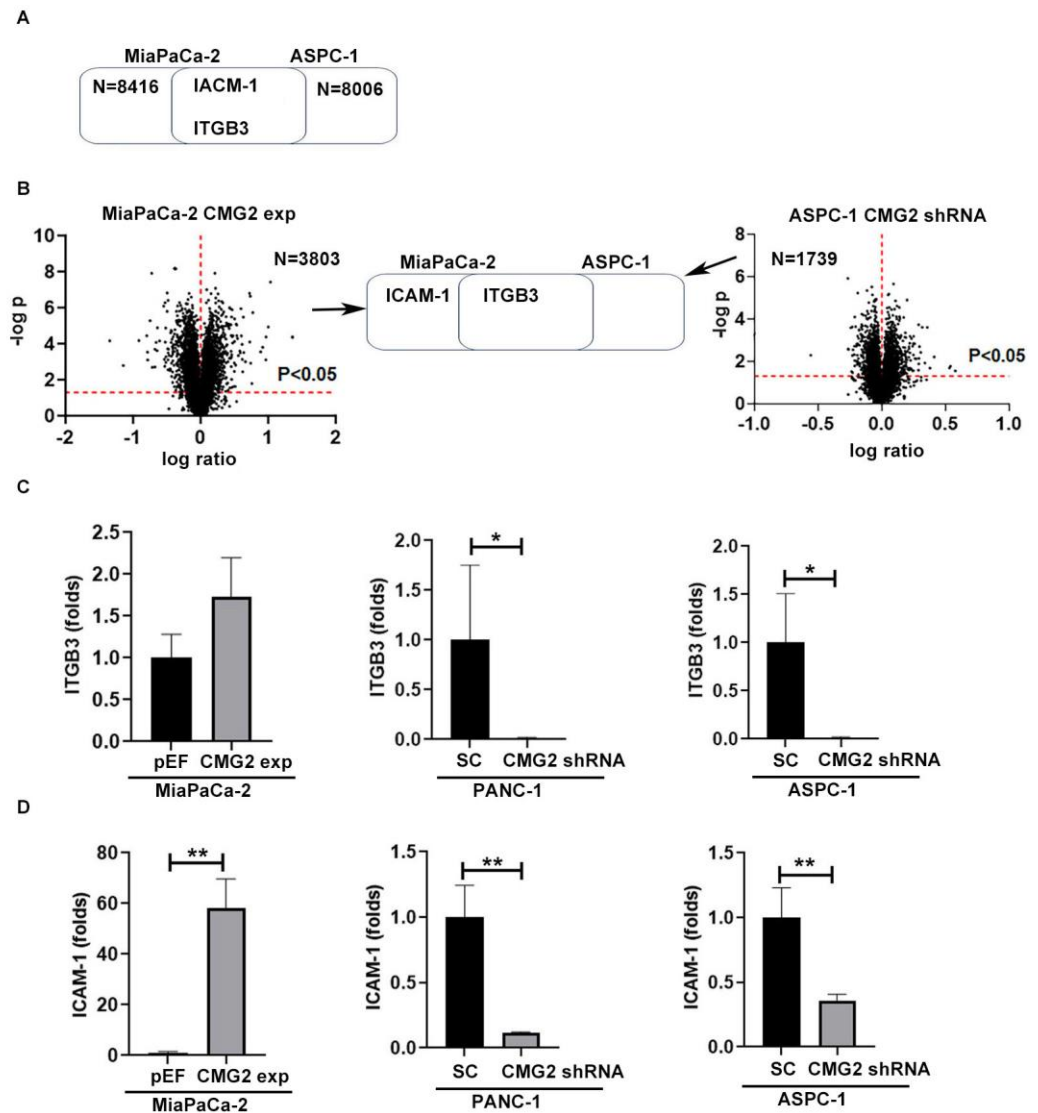 A
MiaPaCa-2 ASPC-1
N=8416 IACM-1 N=8006
ITGB3
B
MiaPaCa-2 CMG2 exp
10
8
6
4
2
0
-log p
N=3803
P<0.05
-2 -1 0 1 2
log ratio
MiaPaCa-2 ASPC-1
ICAM-1 ITGB3
ASPC-1 CMG2 shRNA
8
6
4
2
0
-log p
N=1739
P<0.05
-1.0 -0.5 0.0 0.5 1.0
log ratio
C
ITGB3 (folds)
2.5
2.0
1.5
1.0
0.5
0.0
pEF CMG2 exp
MiaPaCa-2
ITGB3 (folds)
2.0
1.5
1.0
0.5
0.0
*
SC CMG2 shRNA
PANC-1
ITGB3 (folds)
2.0
1.5
1.0
0.5
0.0
*
SC CMG2 shRNA
ASPC-1
D
ICAM-1 (folds)
80
60
40
20
0
**
pEF CMG2 exp
MiaPaCa-2
ICAM-1 (folds)
1.5
1.0
0.5
0.0
**
SC CMG2 shRNA
PANC-1
ICAM-1 (folds)
1.5
1.0
0.5
0.0
**
SC CMG2 shRNA
ASPC-1